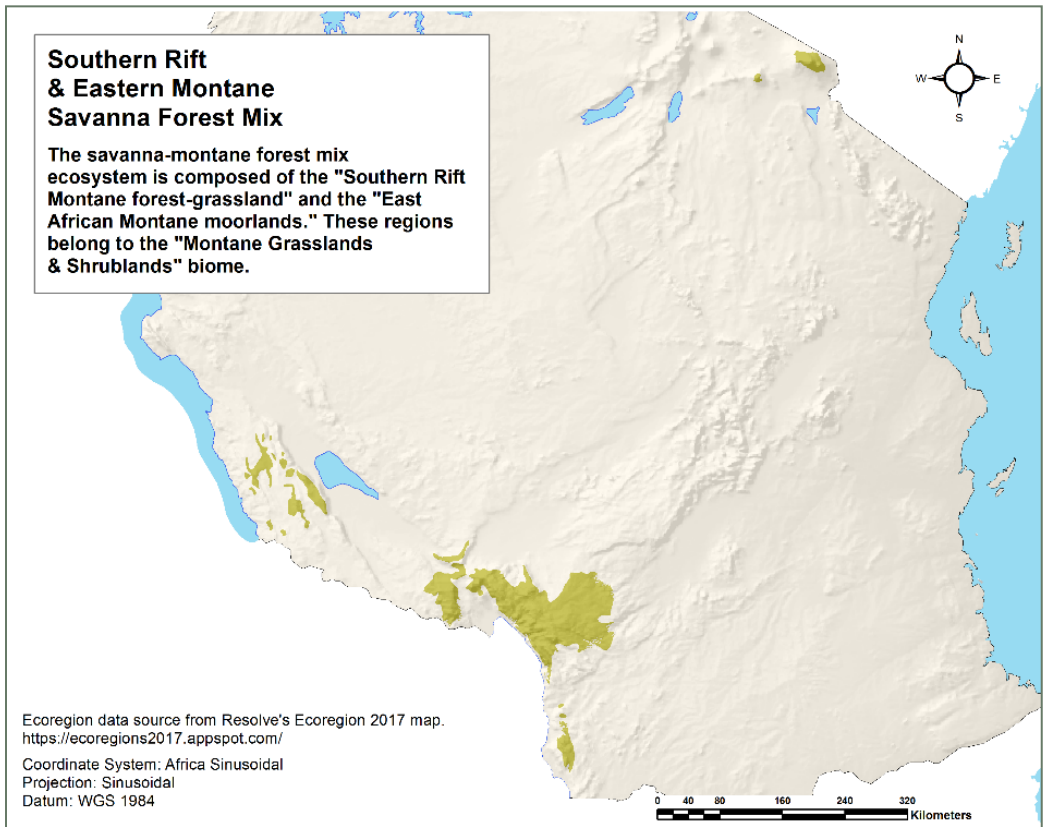 Southern Rift
& Eastern Montane
Savanna Forest Mix
The savanna-montane forest mix
ecosystem is composed of the "Southern Rift
Montane forest-grassland" and the "East
African Montane moorlands." These regions
belong to the "Montane Grasslands
& Shrublands" biome.
N
W E
S
Ecoregion data source from Resolve's Ecoregion 2017 map.
https://ecoregions2017.appspot.com/
Coordinate System: Africa Sinusoidal
Projection: Sinusoidal
Datum: WGS 1984
0 40 80 160 240 320
Kilometers